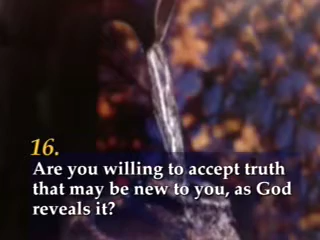 16.
Are you willing to accept truth
that may be new to you, as God
reveals it?